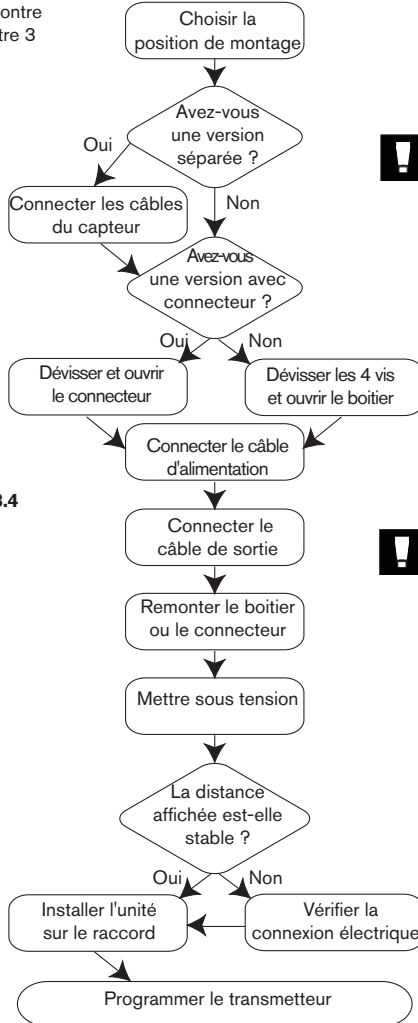 ontre
tre 3
Choisir la
position de montage
Avez-vous
une version
séparée ?
Oui
Non
Connecter les câbles
du capteur
Avez-vous
une version avec
connecteur ?
Oui
Non
Dévisser et ouvrir
le connecteur
Dévisser les 4 vis
et ouvrir le boitier
Connecter le câble
d'alimentation
3.4
Connecter le
câble de sortie
Remonter le boitier
ou le connecteur
Mettre sous tension
La distance
affichée est-elle
stable ?
Oui
Non
Installer l'unité
sur le raccord
Vérifier la
connexion électrique
Programmer le transmetteur